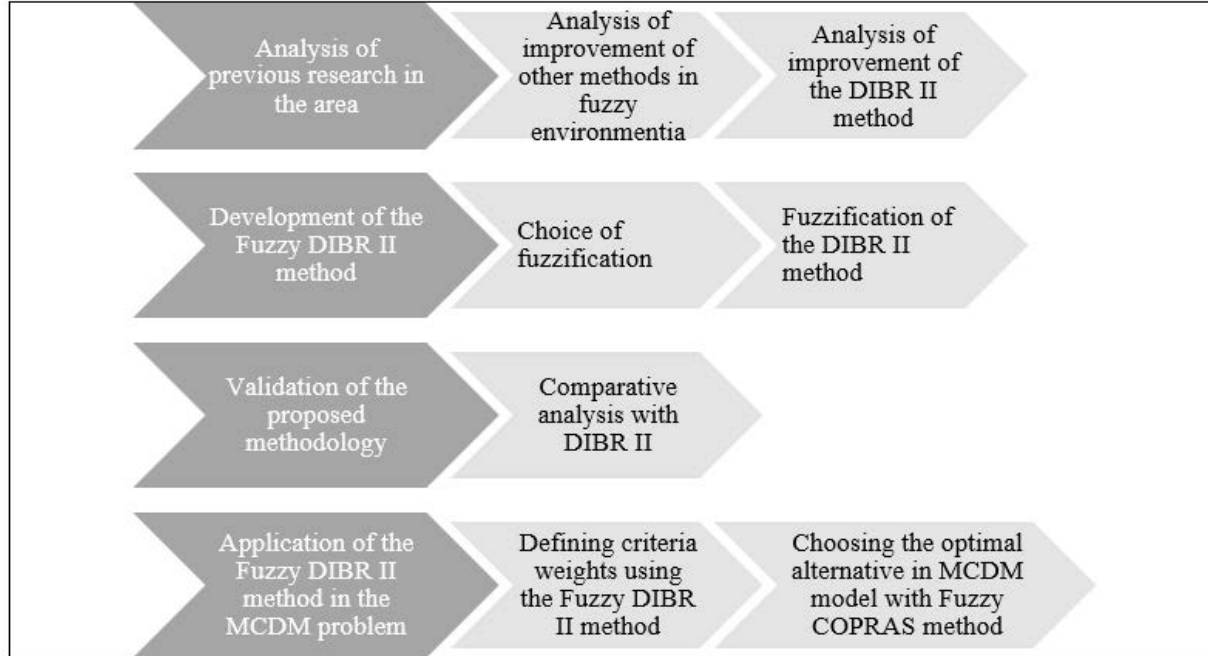 Analysis of
previous research in
the area
Analysis of
improvement of
other methods in
fuzzy
environmentia
Analysis of
improvement of
the DIBR II
method
Development of the
Fuzzy DIBR II
method
Choice of
fuzzification
Fuzzification of
the DIBR II
method
Validation of the
proposed
methodology
Comparative
analysis with
DIBR II
Application of the
Fuzzy DIBR II
method in the
MCDM problem
Defining criteria
weights using
the Fuzzy DIBR
II method
Choosing the optimal
alternative in MCDM
model with Fuzzy
COPRAS method